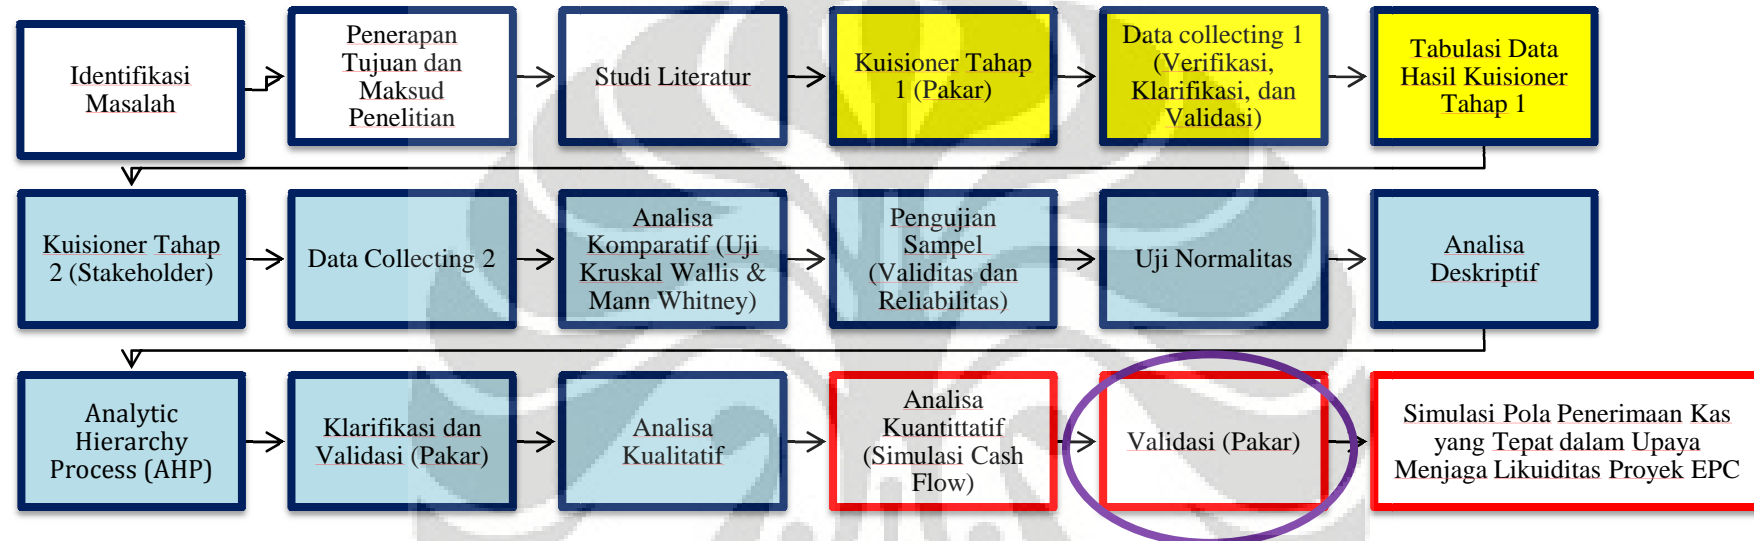 Identifikasi
Masalah
Penerapan
Tujuan dan
Maksud
Penelitian
Studi Literatur
Kuisioner Tahap
1 (Pakar)
Data collecting 1
(Verifikasi,
Klarifikasi, dan
Validasi)
Tabulasi Data
Hasil Kuisioner
Tahap 1
Kuisioner Tahap
2 (Stakeholder)
Data Collecting 2
Analisa
Komparatif (Uji
Kruskal Wallis &
Mann Whitney)
Pengujian
Sampel
(Validitas dan
Reliabilitas)
Uji Normalitas
Analisa
Deskriptif
Analytic
Hierarchy
Process (AHP)
Klarifikasi dan
Validasi (Pakar)
Analisa
Kualitatif
Analisa
Kuantittatif
(Simulasi Cash
Flow)
Validasi (Pakar)
Simulasi Pola Penerimaan Kas
yang Tepat dalam Upaya
Menjaga Likuiditas Proyek EPC